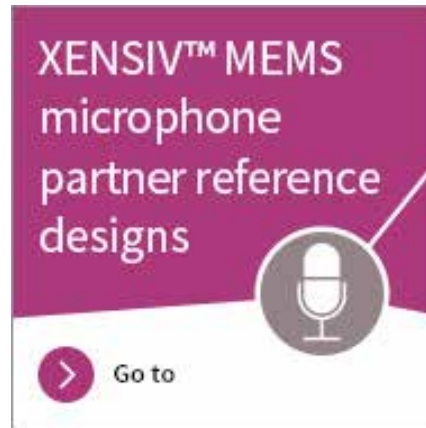 XENSIV™ MEMS
microphone
partner reference
designs
Go to